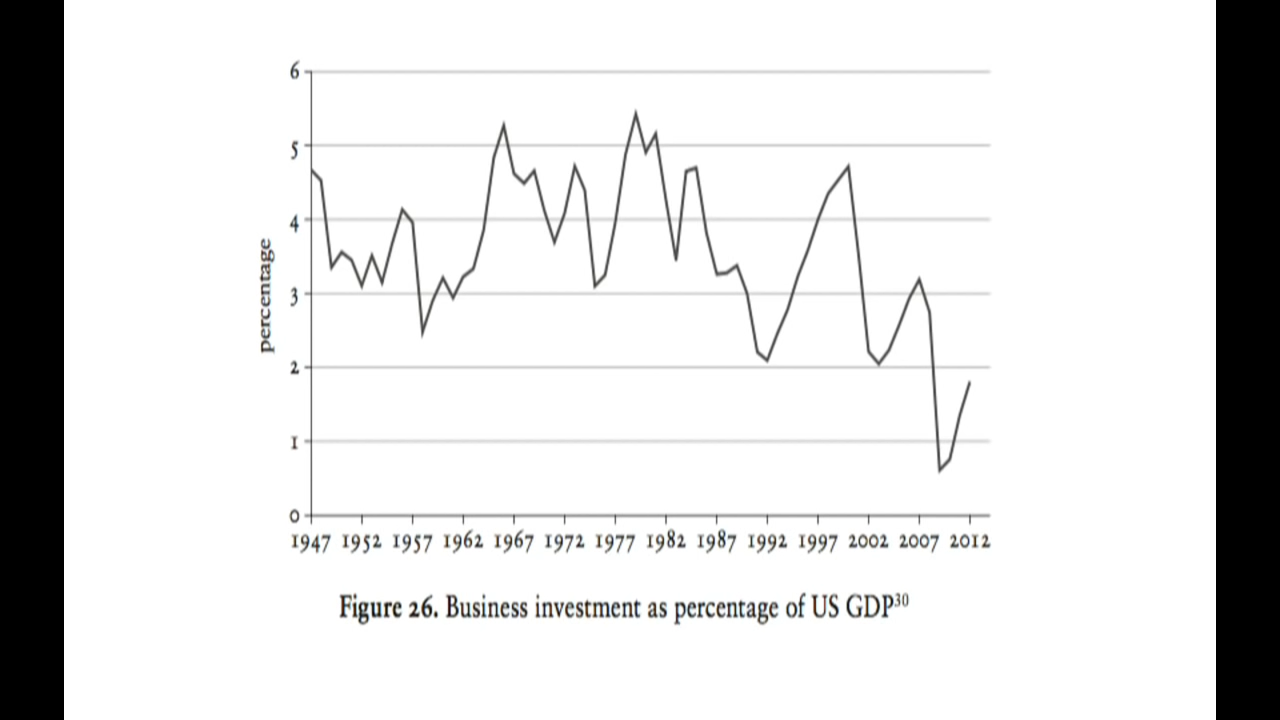 6
5
4
3
2
1
0
percentage
1947 1952 1957 1962 1967 1972 1977 1982 1987 1992 1997 2002 2007 2012
Figure 26. Business investment as percentage of US GDP30